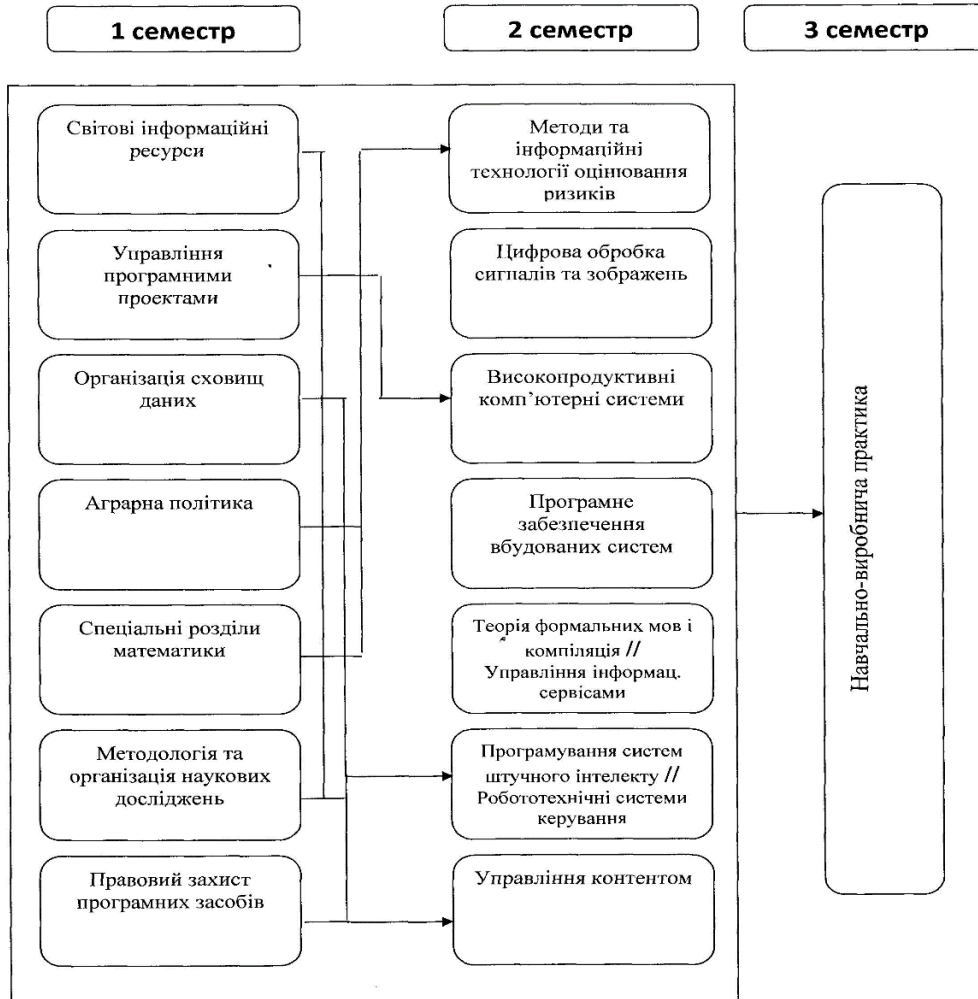 1 семестр
2 семестр
3 семестр
Світові інформаційні
ресурси
Управління
програмними
проектами
Організація сховищ
даних
Аграрна політика
Спеціальні розділи
математики
Методологія та
організація наукових
досліджень
Правовий захист
програмних засобів
Методи та
інформаційні
технології оцінювання
ризиків
Цифрова обробка
сигналів та зображень
Високопродуктивні
комп’ютерні системи
Програмне
забезпечення
вбудованих систем
Теорія формальних мов і
компіляція //
Управління інформац.
сервісами
Програмування систем
штучного інтелекту //
Робототехнічні системи
керування
Управління контентом
Навчально-виробнича практика